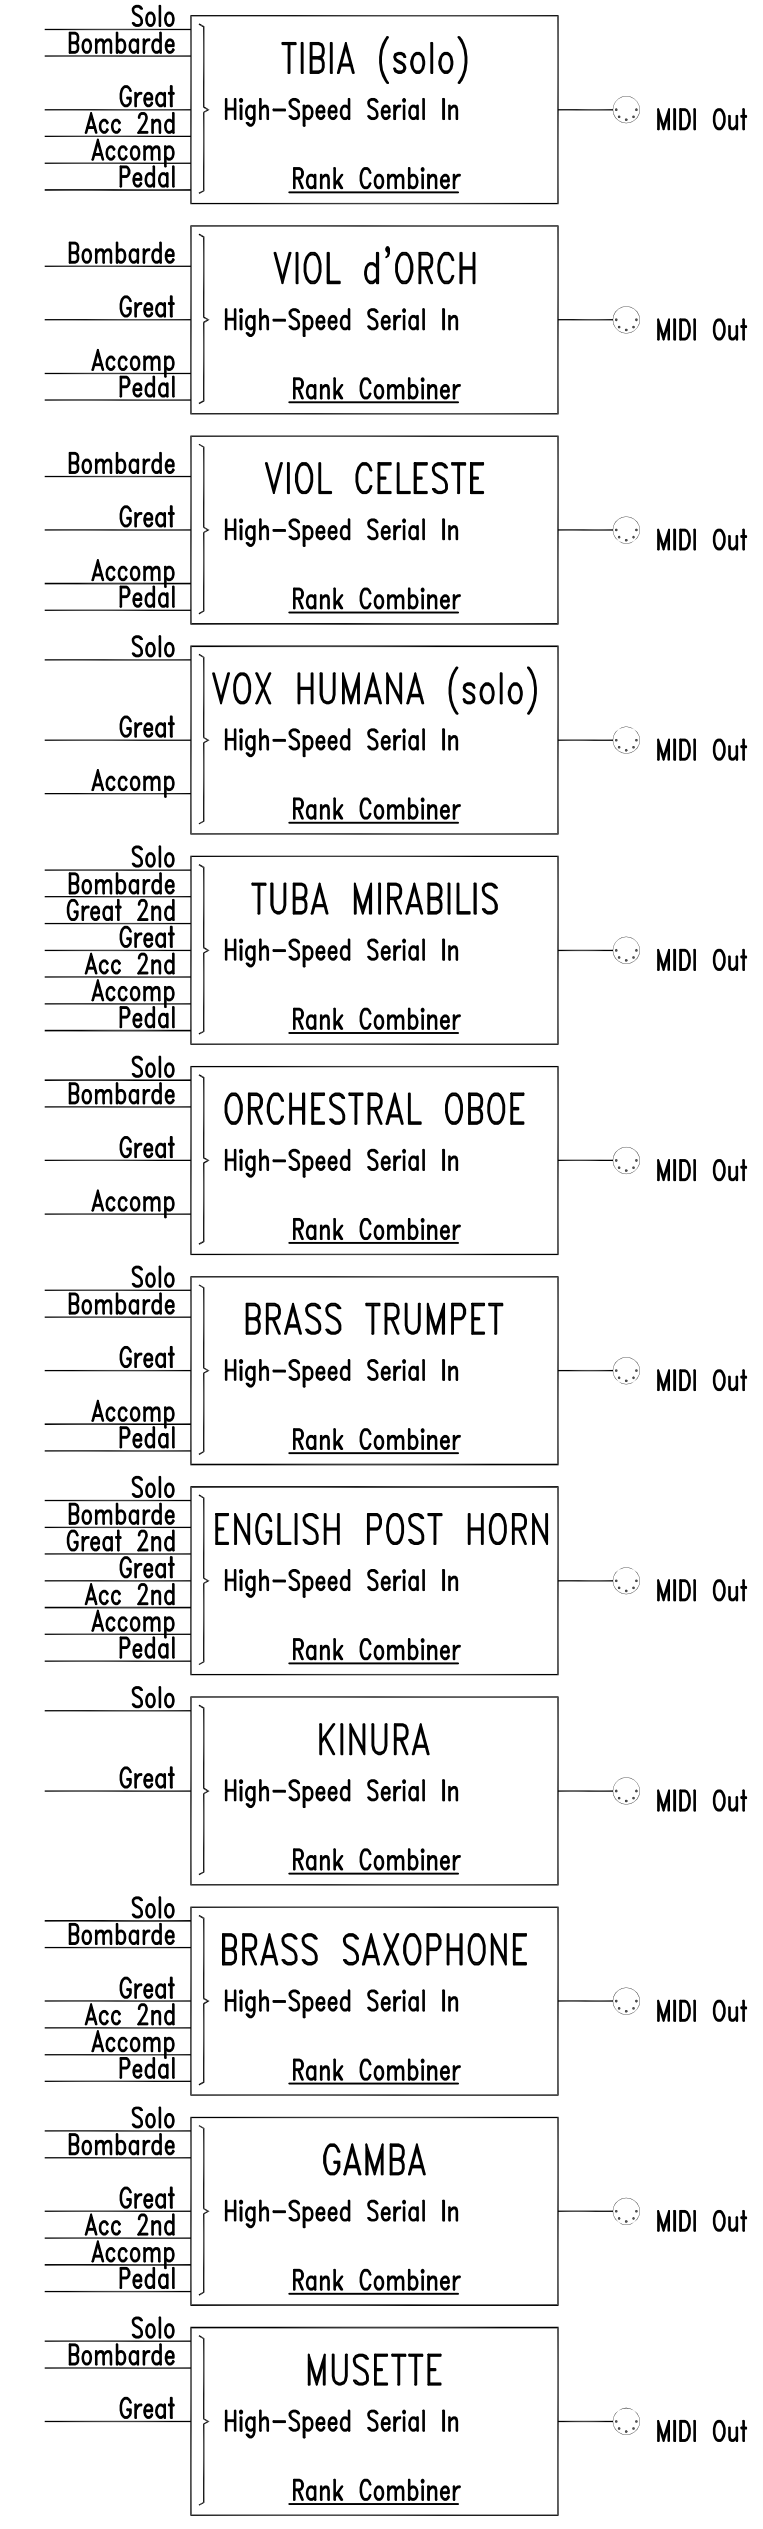 Solo
Bombarde
TIBIA (solo)
Great
High-Speed Serial In
MIDI Out
Acc 2nd
Accomp
Pedal
Rank Combiner
Bombarde
VIOL d'ORCH
Great
High-Speed Serial In
MIDI Out
Accomp
Pedal
Rank Combiner
Bombarde
VIOL CELESTE
Great
High-Speed Serial In
MIDI Out
Accomp
Pedal
Rank Combiner
Solo
VOX HUMANA (solo)
Great
High-Speed Serial In
MIDI Out
Accomp
Rank Combiner
Solo
Bombarde
TUBA MIRABILIS
Great 2nd
Great
High-Speed Serial In
MIDI Out
Acc 2nd
Accomp
Pedal
Rank Combiner
Solo
Bombarde
ORCHESTRAL OBOE
Great
High-Speed Serial In
MIDI Out
Accomp
Rank Combiner
Solo
Bombarde
BRASS TRUMPET
Great
High-Speed Serial In
MIDI Out
Accomp
Pedal
Rank Combiner
Solo
Bombarde
ENGLISH POST HORN
Great 2nd
Great
High-Speed Serial In
MIDI Out
Acc 2nd
Accomp
Pedal
Rank Combiner
Solo
KINURA
Great
High-Speed Serial In
MIDI Out
Rank Combiner
Solo
Bombarde
BRASS SAXOPHONE
Great
High-Speed Serial In
MIDI Out
Acc 2nd
Accomp
Pedal
Rank Combiner
Solo
Bombarde
GAMBA
Great
High-Speed Serial In
MIDI Out
Acc 2nd
Accomp
Pedal
Rank Combiner
Solo
Bombarde
MUSETTE
Great
High-Speed Serial In
MIDI Out
Rank Combiner